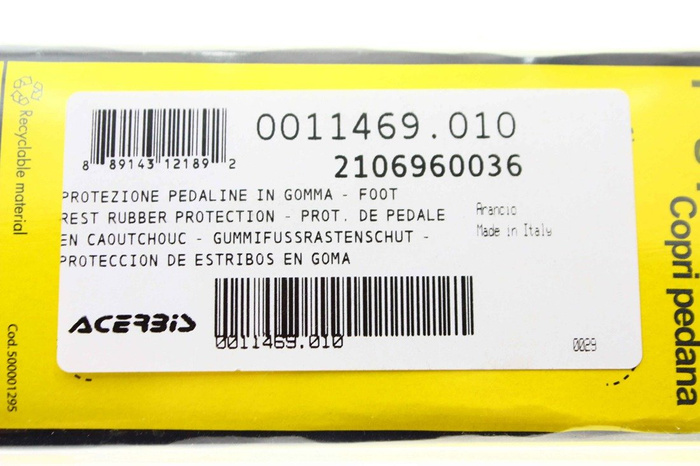 0011469.010
8 89143 12189 2
2106960036
PROTEZIONE PEDALINE IN GOMMA - FOOT
REST RUBBER PROTECTION - PROT. DE PEDALE
EN CAOUTCHOUC - GUMMIFUSSRASTENSCHUT -
PROTECCION DE ESTRIBOS EN GOMA
Arancio
Made in Italy
ACERBIS
0011469.010
0029
Recyclable material
Cod. S00001295
Copri pedana